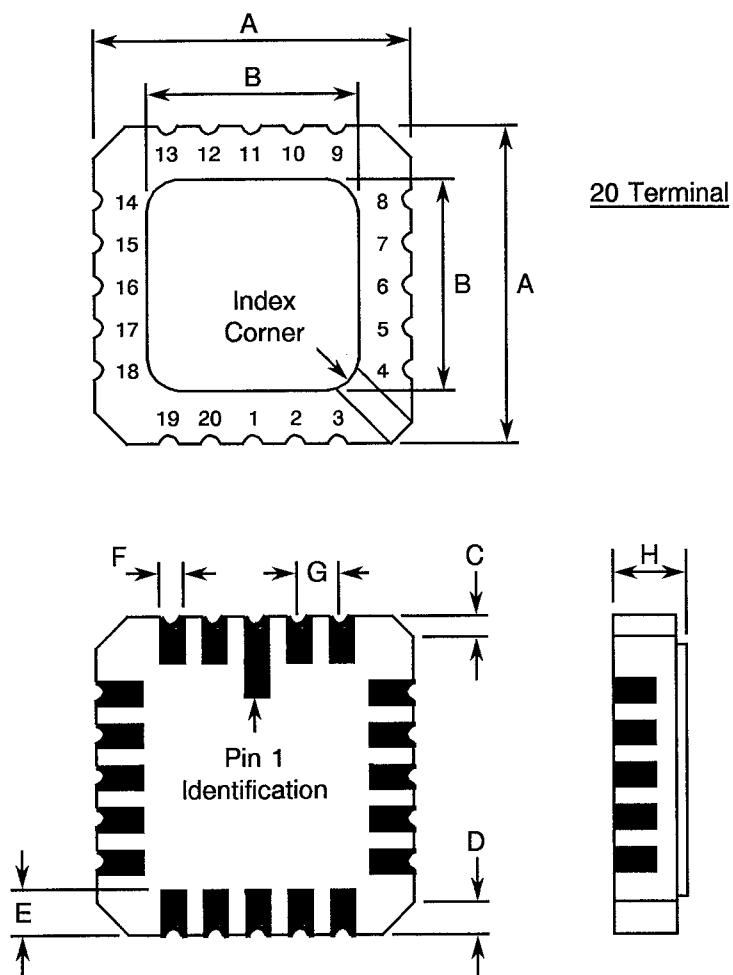 A
B
13 12 11 10 9
20 Terminal
14 8
15 7
16 6
17 5
18 4
B
A
Index
Corner
19 20 1 2 3
F
G
C
H
Pin 1
Identification
D
E